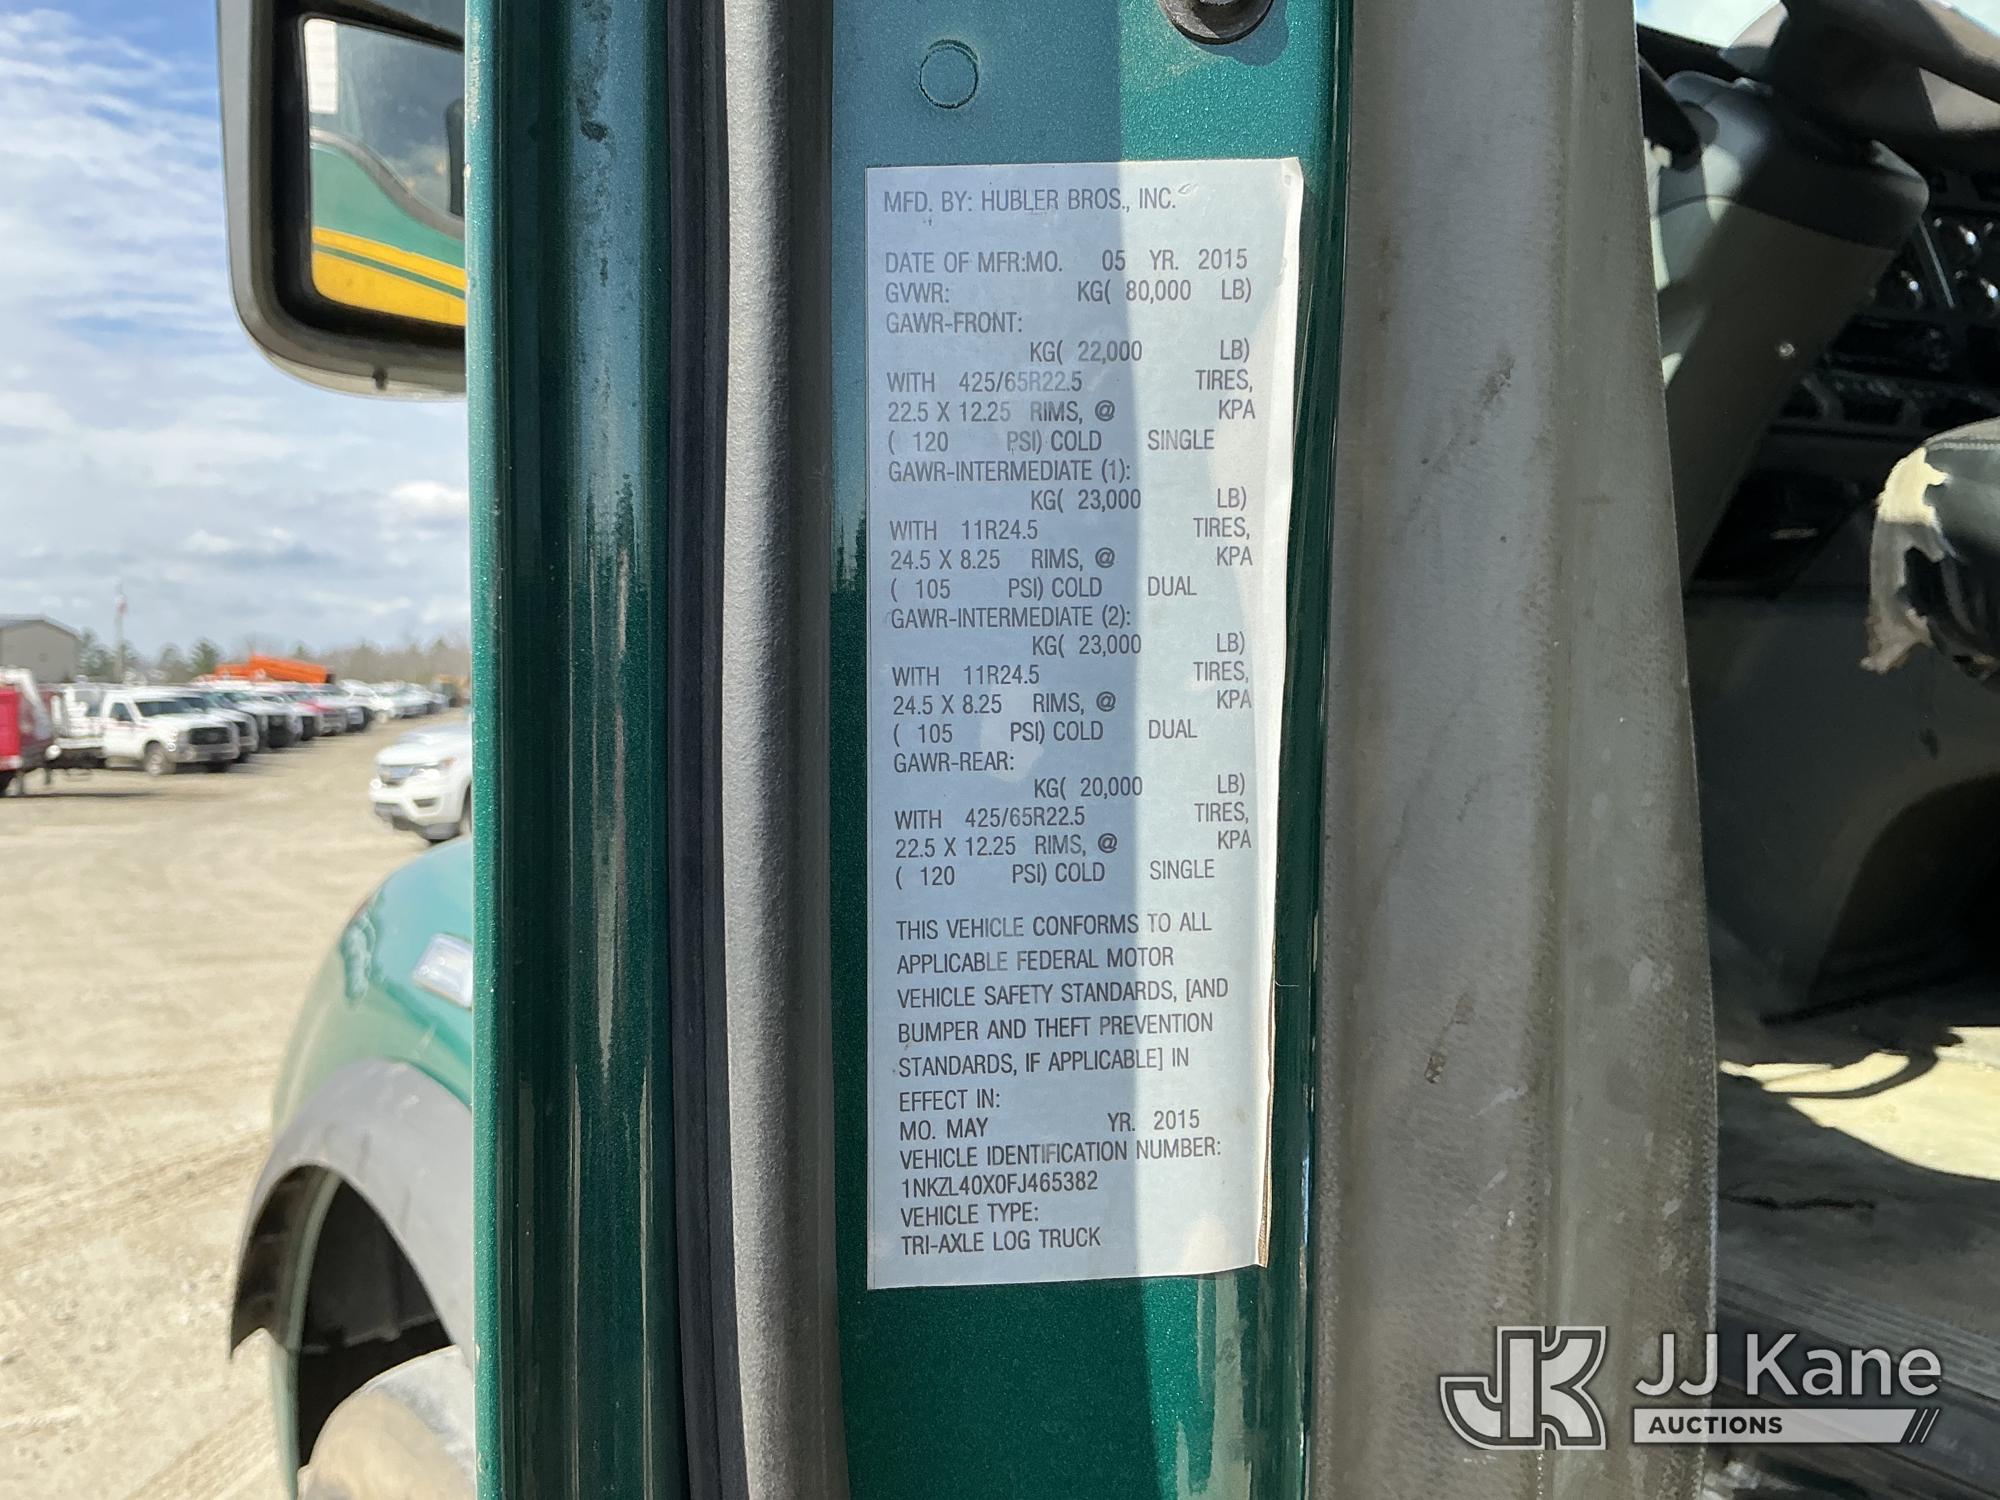 MFD. BY: HUBLER BROS., INC.
DATE OF MFR:MO. 05 YR. 2015
GVWR: KG( 80,000 LB)
GAWR-FRONT:
KG( 22,000 LB)
WITH 425/65R22.5 TIRES,
22.5 X 12.25 RIMS, @ KPA
( 120 PSI) COLD SINGLE
GAWR-INTERMEDIATE (1):
KG( 23,000 LB)
WITH 11R24.5 TIRES,
24.5 X 8.25 RIMS, @ KPA
( 105 PSI) COLD DUAL
GAWR-INTERMEDIATE (2):
KG( 23,000 LB)
WITH 11R24.5 TIRES,
24.5 X 8.25 RIMS, @ KPA
( 105 PSI) COLD DUAL
GAWR-REAR:
KG( 20,000 LB)
WITH 425/65R22.5 TIRES,
22.5 X 12.25 RIMS, @ KPA
( 120 PSI) COLD SINGLE
THIS VEHICLE CONFORMS TO ALL
APPLICABLE FEDERAL MOTOR
VEHICLE SAFETY STANDARDS, [AND
BUMPER AND THEFT PREVENTION
STANDARDS, IF APPLICABLE] IN
EFFECT IN:
MO. MAY YR. 2015
VEHICLE IDENTIFICATION NUMBER:
1NKZL40X0FJ465382
VEHICLE TYPE:
TRI-AXLE LOG TRUCK
JK JJ Kane
AUCTIONS